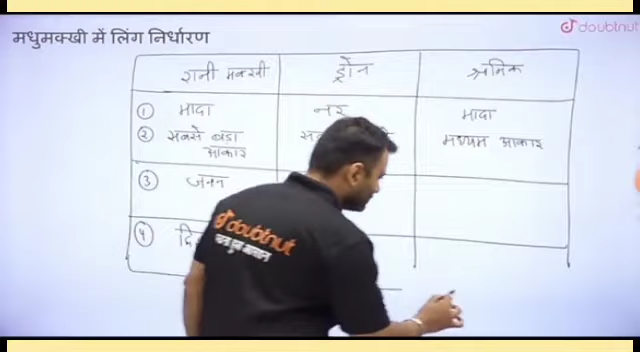 doubtnut
मधुमक्खी में लिंग निर्धारण
रानी मक्खी ड्रोन श्रमिक
① मादा नर मादा
② सबसे बडा मध्यम आकार
आकार
③ जनन
④
doubtnut